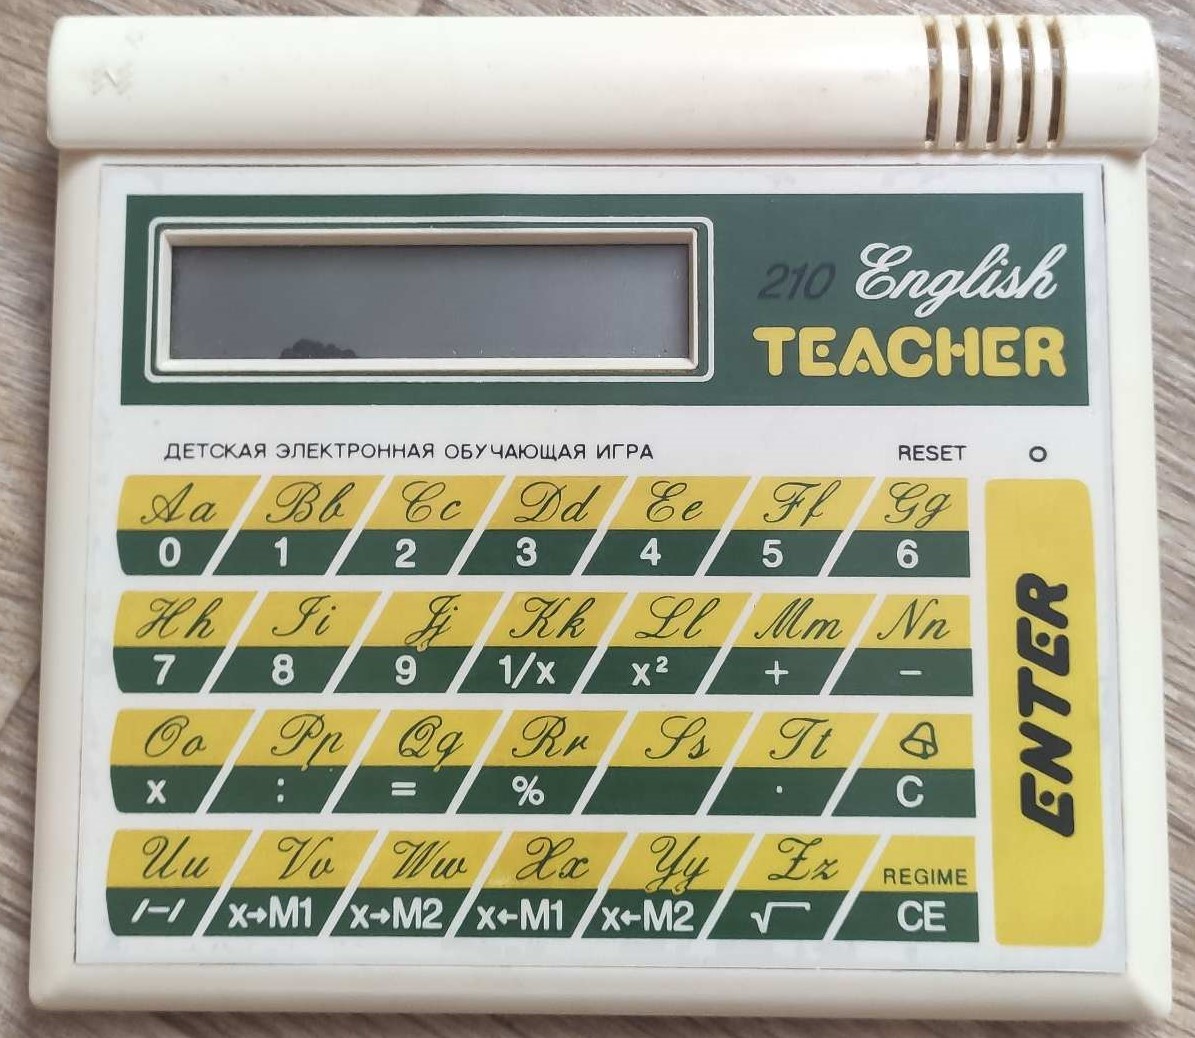 210 English
TEACHER
ДЕТСКАЯ ЭЛЕКТРОННАЯ ОБУЧАЮЩАЯ ИГРА RESET
Aa Bb Cc Dd Ee Ff Gg
0 1 2 3 4 5 6
Hh Ii Jj Kk Ll Mm Nn
7 8 9 1/x x² + −
Oo Pp Qq Rr Ss Tt
x : = % · C
Uu Vv Ww Xx Yy Zz REGIME
/−/ x→M1 x→M2 x←M1 x←M2 √ CE
ENTER